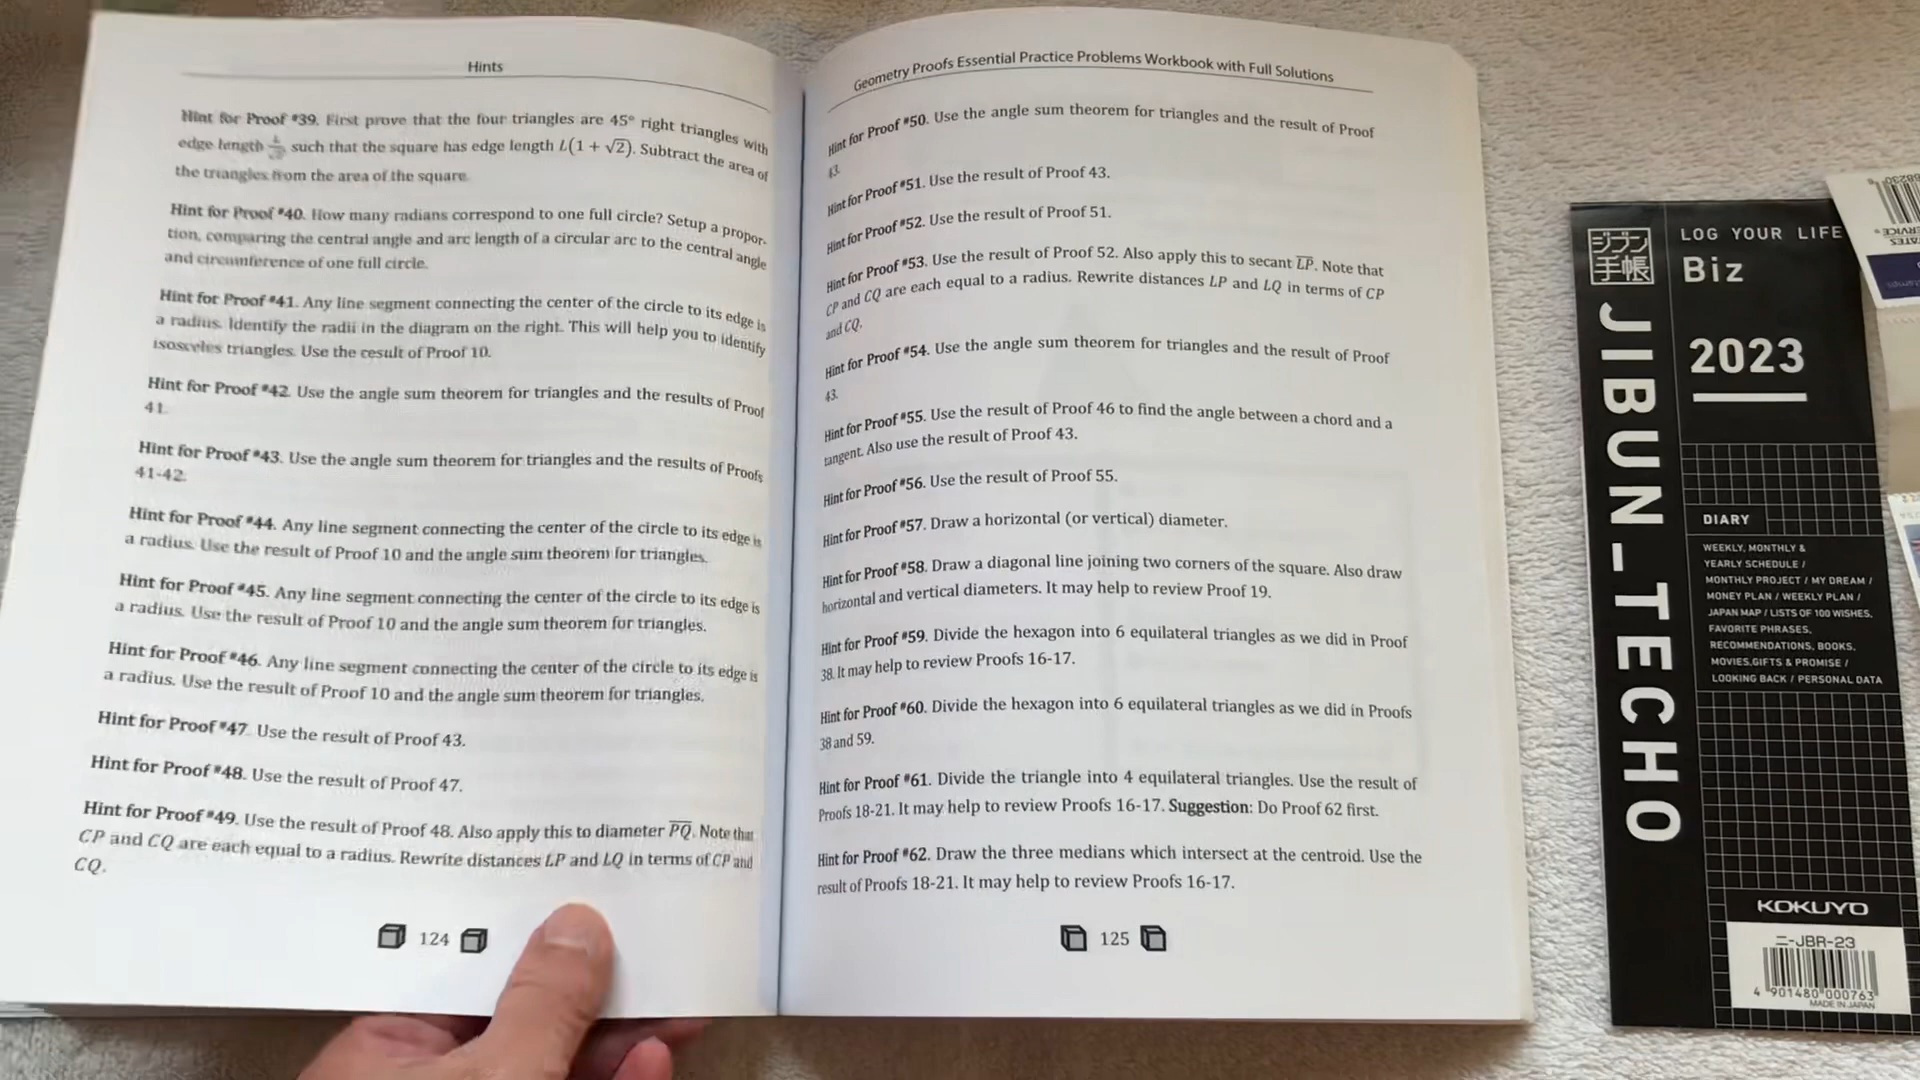 Hints
Hint for Proof #39. First prove that the four triangles are 45° right triangles with
edge length such that the square has edge length L(1 + √2). Subtract the area of
the triangles from the area of the square
Hint for Proof #40. How many radians correspond to one full circle? Setup a propor-
tion, comparing the central angle and arc length of a circular arc to the central angle
and circumference of one full circle.
Hint for Proof #41. Any line segment connecting the center of the circle to its edge is
a radius. Identify the radii in the diagram on the right. This will help you to identify
isosceles triangles. Use the result of Proof 10.
Hint for Proof #42. Use the angle sum theorem for triangles and the results of Proof
41.
Hint for Proof #43. Use the angle sum theorem for triangles and the results of Proofs
41-42.
Hint for Proof #44. Any line segment connecting the center of the circle to its edge is
a radius. Use the result of Proof 10 and the angle sum theorem for triangles.
Hint for Proof #45. Any line segment connecting the center of the circle to its edge is
a radius. Use the result of Proof 10 and the angle sum theorem for triangles.
Hint for Proof #46. Any line segment connecting the center of the circle to its edge is
a radius. Use the result of Proof 10 and the angle sum theorem for triangles.
Hint for Proof #47. Use the result of Proof 43.
Hint for Proof #48. Use the result of Proof 47.
Hint for Proof #49. Use the result of Proof 48. Also apply this to diameter P̅Q̅. Note that
CP and CQ are each equal to a radius. Rewrite distances LP and LQ in terms of CP and
CQ.
124
Geometry Proofs Essential Practice Problems Workbook with Full Solutions
Hint for Proof #50. Use the angle sum theorem for triangles and the result of Proof
43.
Hint for Proof #51. Use the result of Proof 43.
Hint for Proof #52. Use the result of Proof 51.
Hint for Proof #53. Use the result of Proof 52. Also apply this to secant L̅P̅. Note that
CP and CQ are each equal to a radius. Rewrite distances LP and LQ in terms of CP
and CQ.
Hint for Proof #54. Use the angle sum theorem for triangles and the result of Proof
43.
Hint for Proof #55. Use the result of Proof 46 to find the angle between a chord and a
tangent. Also use the result of Proof 43.
Hint for Proof #56. Use the result of Proof 55.
Hint for Proof #57. Draw a horizontal (or vertical) diameter.
Hint for Proof #58. Draw a diagonal line joining two corners of the square. Also draw
horizontal and vertical diameters. It may help to review Proof 19.
Hint for Proof #59. Divide the hexagon into 6 equilateral triangles as we did in Proof
38. It may help to review Proofs 16-17.
Hint for Proof #60. Divide the hexagon into 6 equilateral triangles as we did in Proofs
38 and 59.
Hint for Proof #61. Divide the triangle into 4 equilateral triangles. Use the result of
Proofs 18-21. It may help to review Proofs 16-17. Suggestion: Do Proof 62 first.
Hint for Proof #62. Draw the three medians which intersect at the centroid. Use the
result of Proofs 18-21. It may help to review Proofs 16-17.
125
ジブン
手帳
JIBUN_TECHO
LOG YOUR LIFE
Biz
2023
DIARY
WEEKLY, MONTHLY &
YEARLY SCHEDULE /
MONTHLY PROJECT / MY DREAM /
MONEY PLAN / WEEKLY PLAN /
JAPAN MAP / LISTS OF 100 WISHES,
FAVORITE PHRASES,
RECOMMENDATIONS, BOOKS,
MOVIES,GIFTS & PROMISE /
LOOKING BACK / PERSONAL DATA
KOKUYO
ニ-JBR-23
4 901480 000763
MADE IN JAPAN